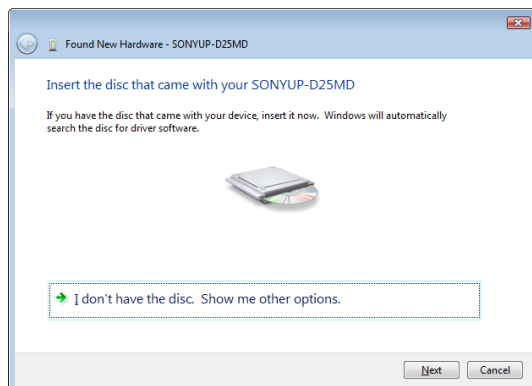 Found New Hardware - SONYUP-D25MD
Insert the disc that came with your SONYUP-D25MD
If you have the disc that came with your device, insert it now. Windows will automatically
search the disc for driver software.
I don't have the disc. Show me other options.
Next Cancel